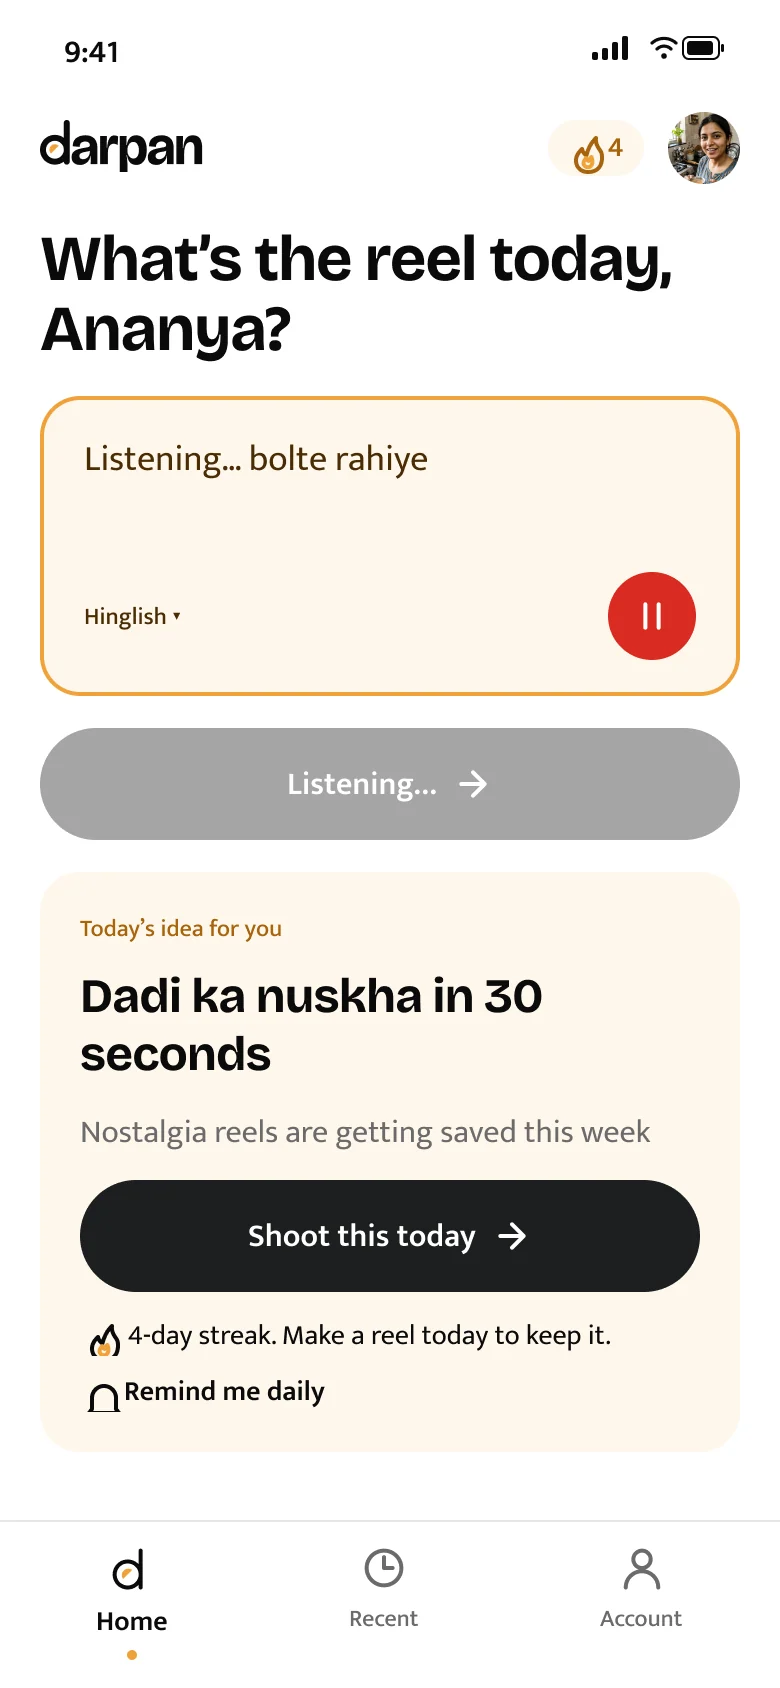 9:41
darpan
4
What’s the reel today,
Ananya?
Listening... bolte rahiye
Hinglish ▾
Listening...
Today’s idea for you
Dadi ka nuskha in 30
seconds
Nostalgia reels are getting saved this week
Shoot this today
4-day streak. Make a reel today to keep it.
Remind me daily
Home
Recent
Account